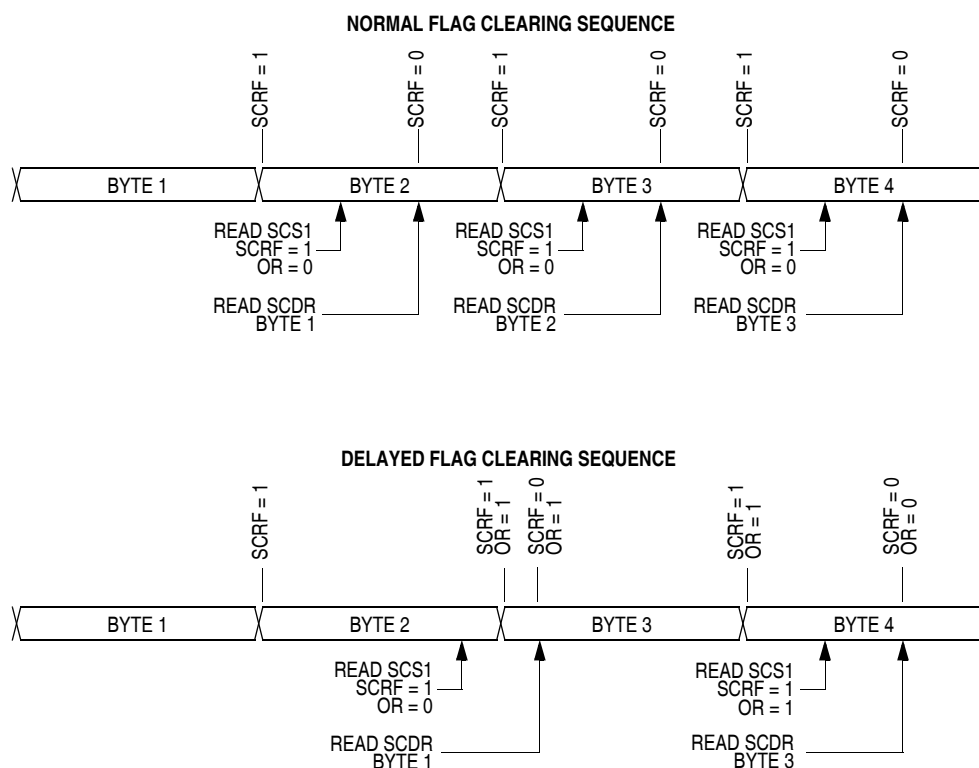 NORMAL FLAG CLEARING SEQUENCE
SCRF = 1
SCRF = 0
SCRF = 1
SCRF = 0
SCRF = 1
SCRF = 0
BYTE 1
BYTE 2
BYTE 3
BYTE 4
READ SCS1
SCRF = 1
OR = 0
READ SCS1
SCRF = 1
OR = 0
READ SCS1
SCRF = 1
OR = 0
READ SCDR
BYTE 1
READ SCDR
BYTE 2
READ SCDR
BYTE 3
DELAYED FLAG CLEARING SEQUENCE
SCRF = 1
SCRF = 1
OR = 1
SCRF = 0
OR = 1
SCRF = 1
OR = 1
SCRF = 0
OR = 0
BYTE 1
BYTE 2
BYTE 3
BYTE 4
READ SCS1
SCRF = 1
OR = 0
READ SCS1
SCRF = 1
OR = 1
READ SCDR
BYTE 1
READ SCDR
BYTE 3